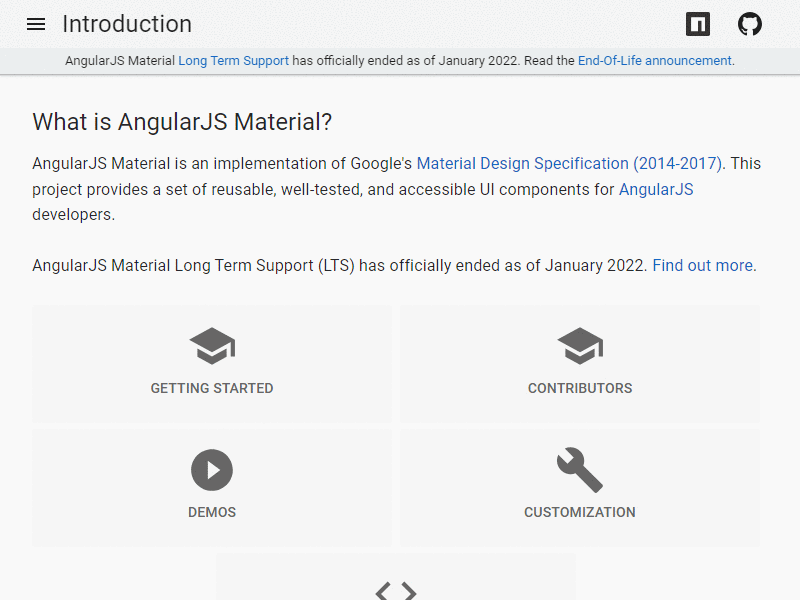 Introduction
AngularJS Material Long Term Support has officially ended as of January 2022. Read the End-Of-Life announcement.
What is AngularJS Material?
AngularJS Material is an implementation of Google's Material Design Specification (2014-2017). This
project provides a set of reusable, well-tested, and accessible UI components for AngularJS
developers.
AngularJS Material Long Term Support (LTS) has officially ended as of January 2022. Find out more.
GETTING STARTED
CONTRIBUTORS
DEMOS
CUSTOMIZATION